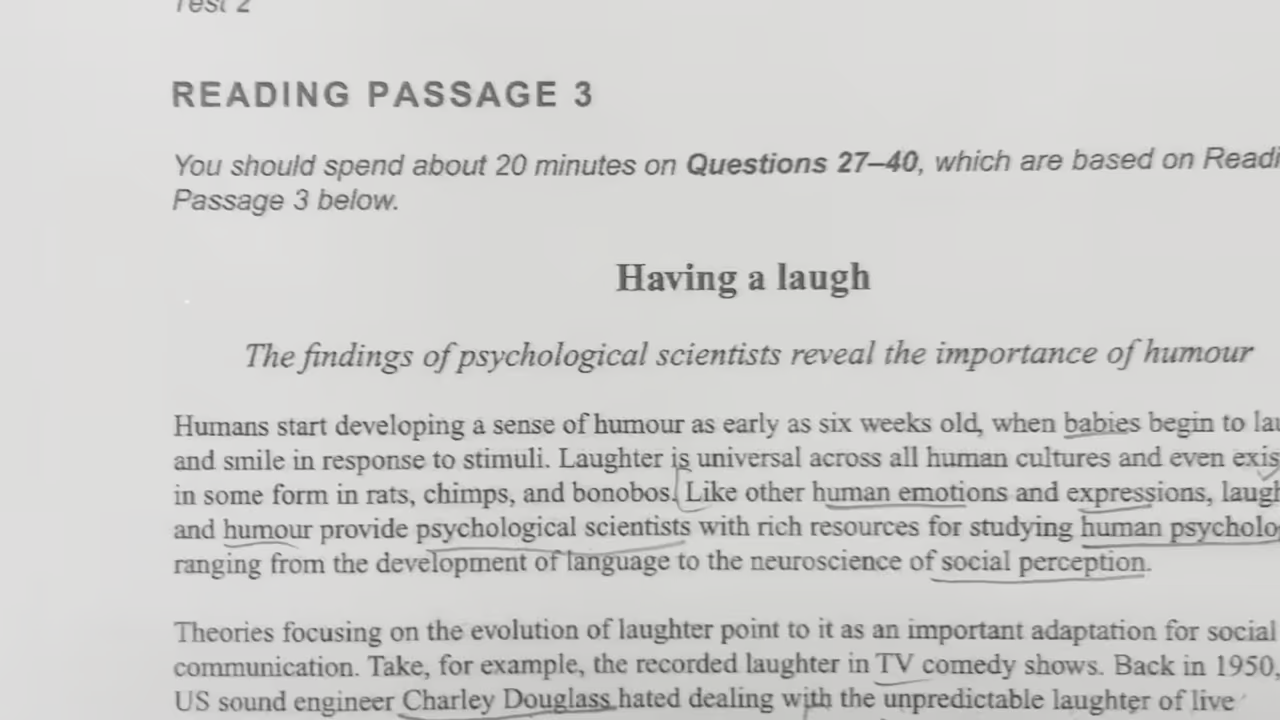 Test 2
READING PASSAGE 3
You should spend about 20 minutes on Questions 27–40, which are based on Readi
Passage 3 below.
Having a laugh
The findings of psychological scientists reveal the importance of humour
Humans start developing a sense of humour as early as six weeks old, when babies begin to lau
and smile in response to stimuli. Laughter is universal across all human cultures and even exis
in some form in rats, chimps, and bonobos. Like other human emotions and expressions, laugh
and humour provide psychological scientists with rich resources for studying human psycholo
ranging from the development of language to the neuroscience of social perception.
Theories focusing on the evolution of laughter point to it as an important adaptation for social
communication. Take, for example, the recorded laughter in TV comedy shows. Back in 1950,
US sound engineer Charley Douglass hated dealing with the unpredictable laughter of live